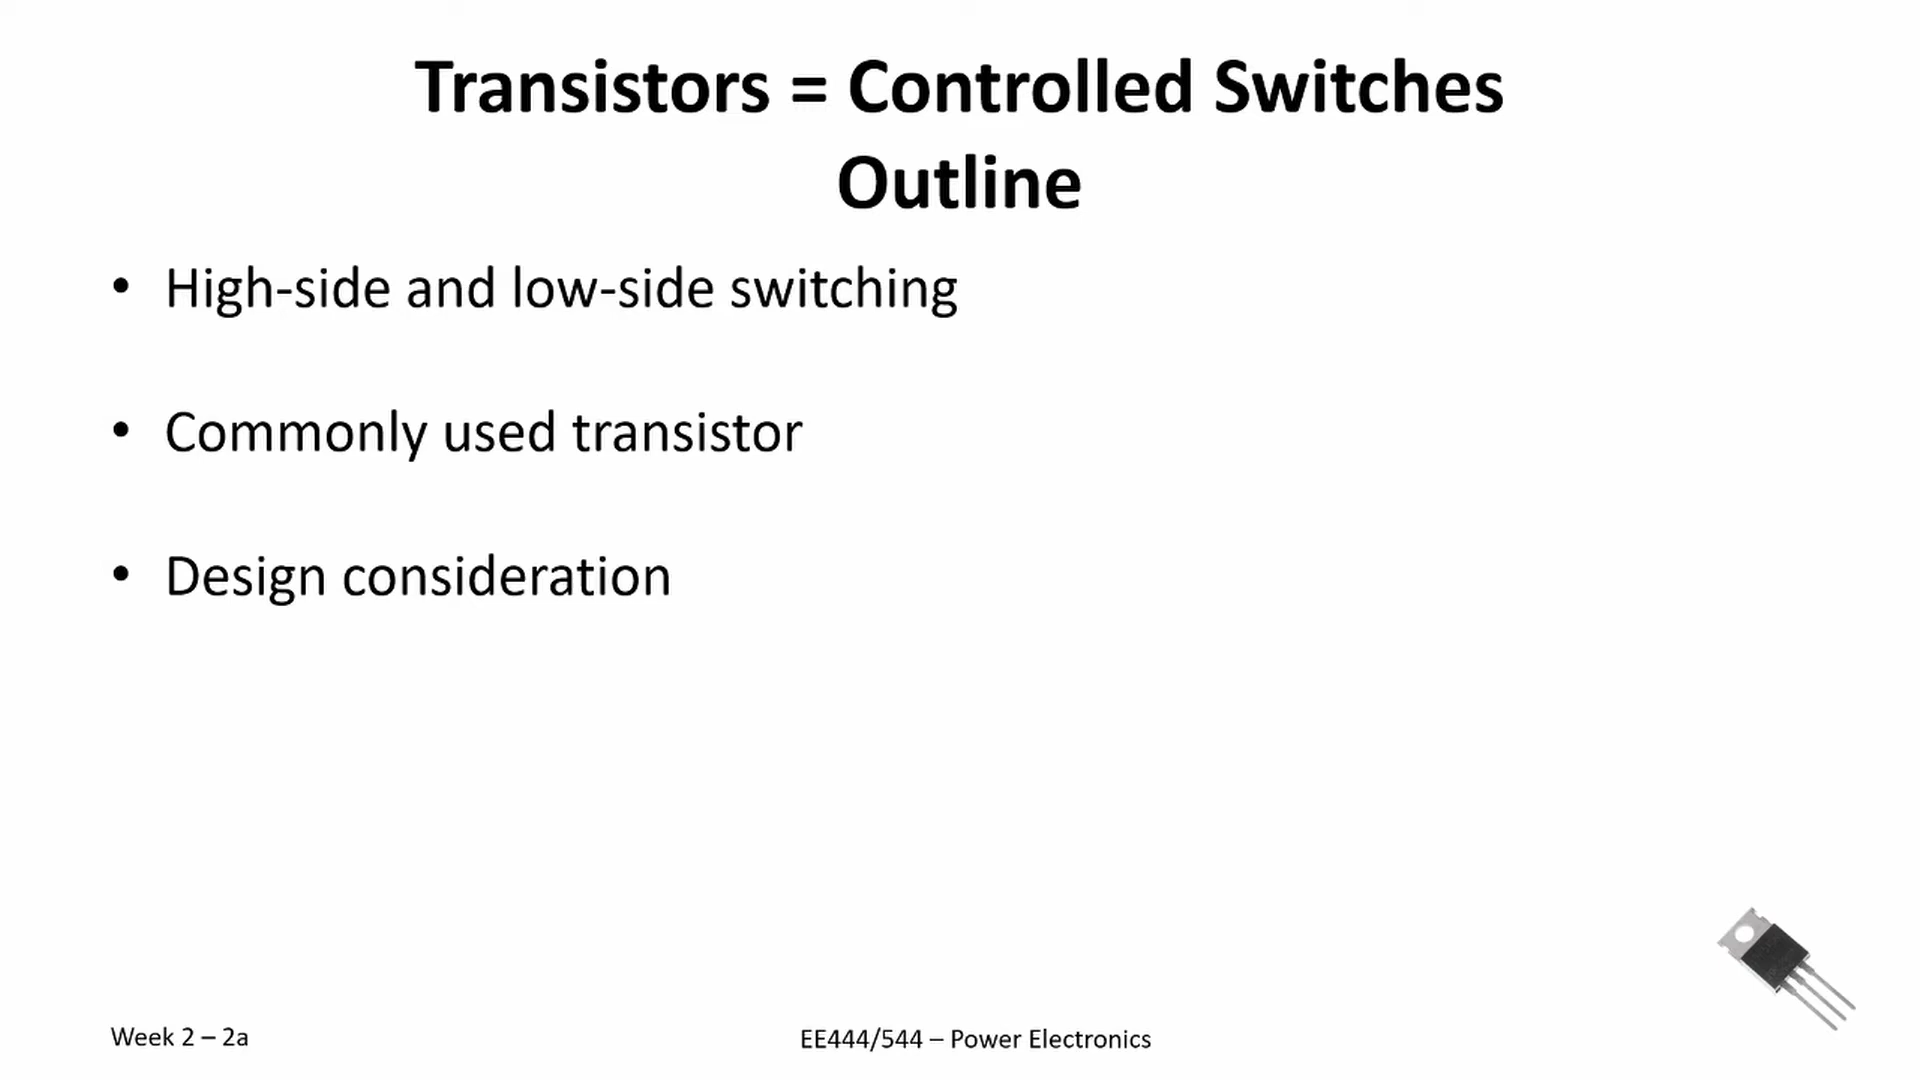 Transistors = Controlled Switches
Outline
• High-side and low-side switching
• Commonly used transistor
• Design consideration
Week 2 – 2a
EE444/544 – Power Electronics